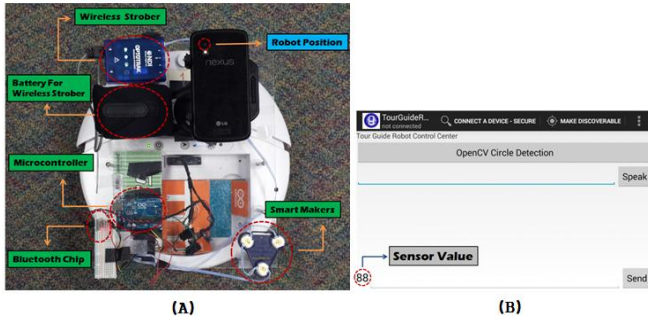 Wireless Strober
Robot Position
nexus
Battery For
Wireless Strober
LG
Microcontroller
Smart Makers
Bluetooth Chip
(A)
TourGuideR...
not connected
CONNECT A DEVICE - SECURE
MAKE DISCOVERABLE
Tour Guide Robot Control Center
OpenCV Circle Detection
Speak
Sensor Value
88
Send
(B)